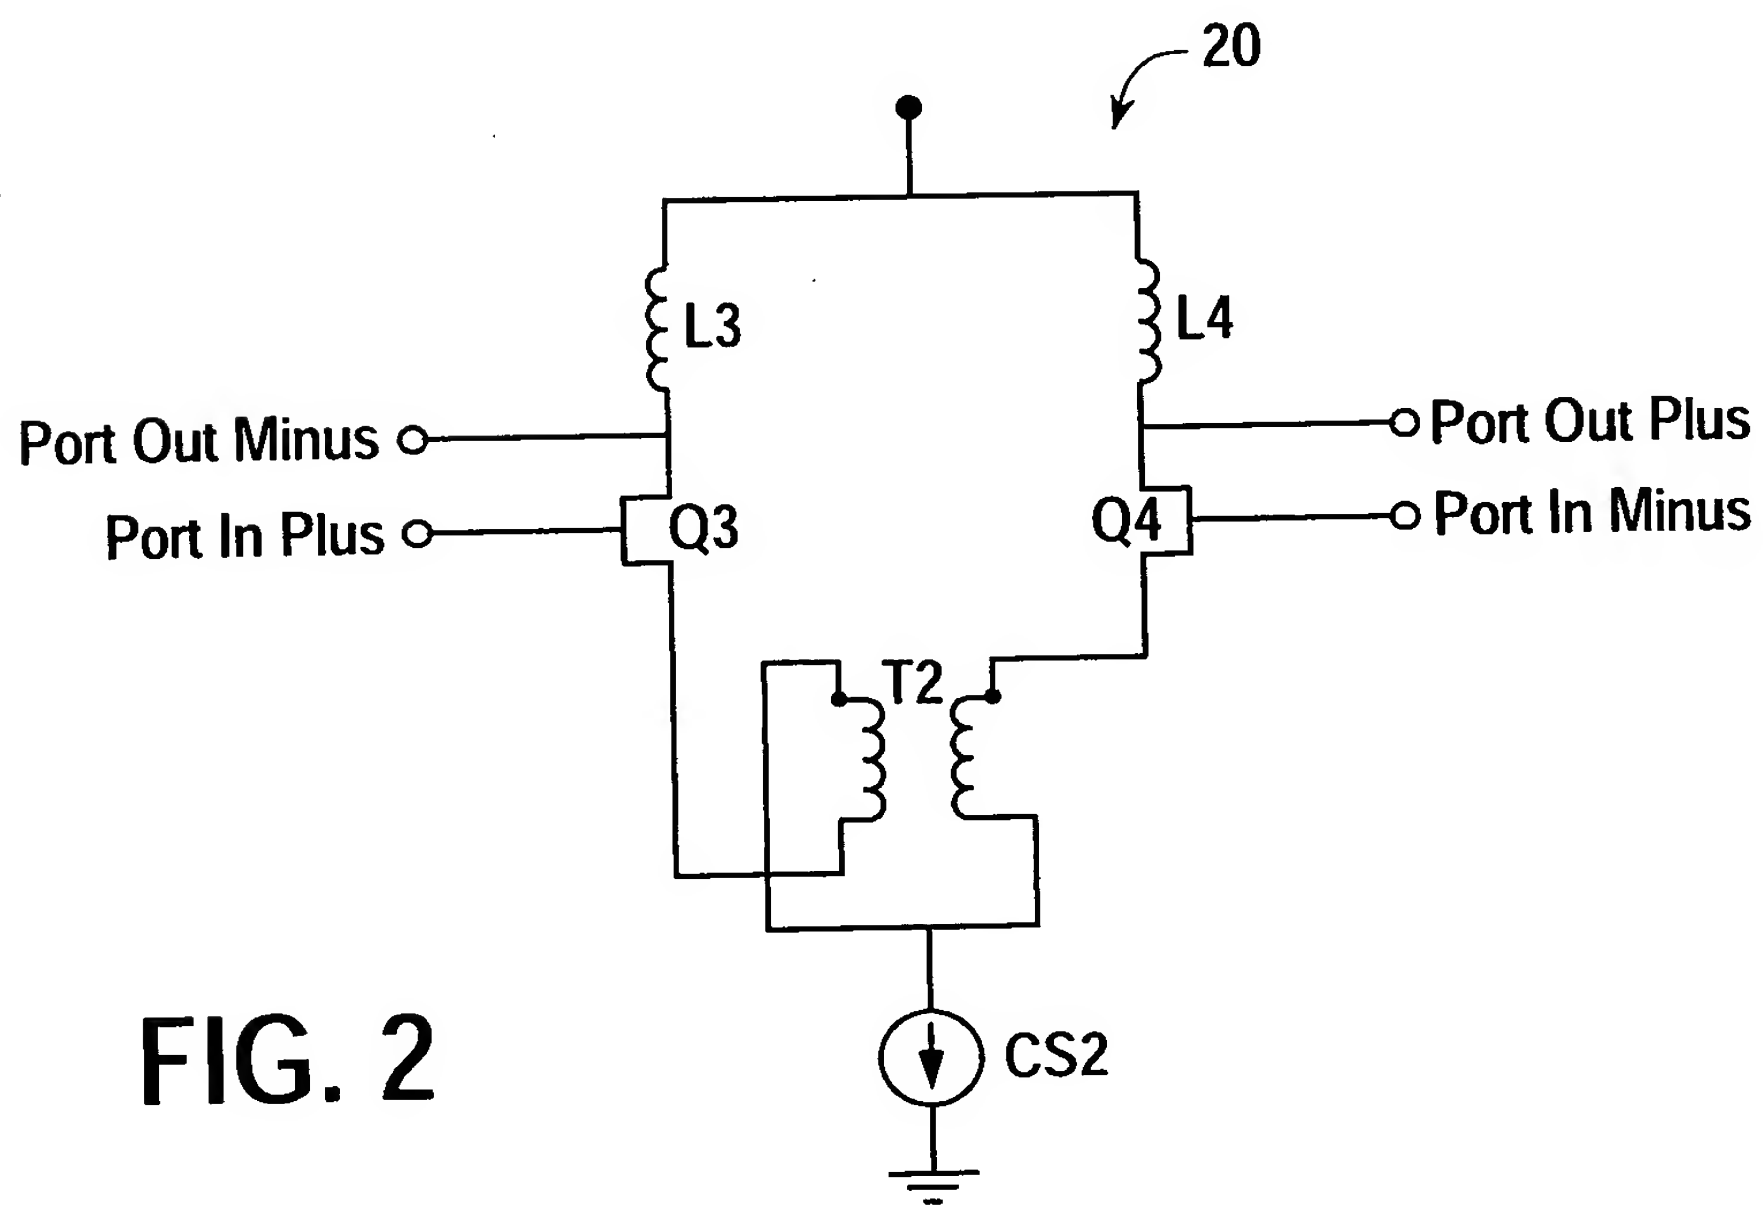 20
L3
L4
Port Out Minus
Port Out Plus
Port In Plus
Q3
Q4
Port In Minus
T2
CS2
FIG. 2